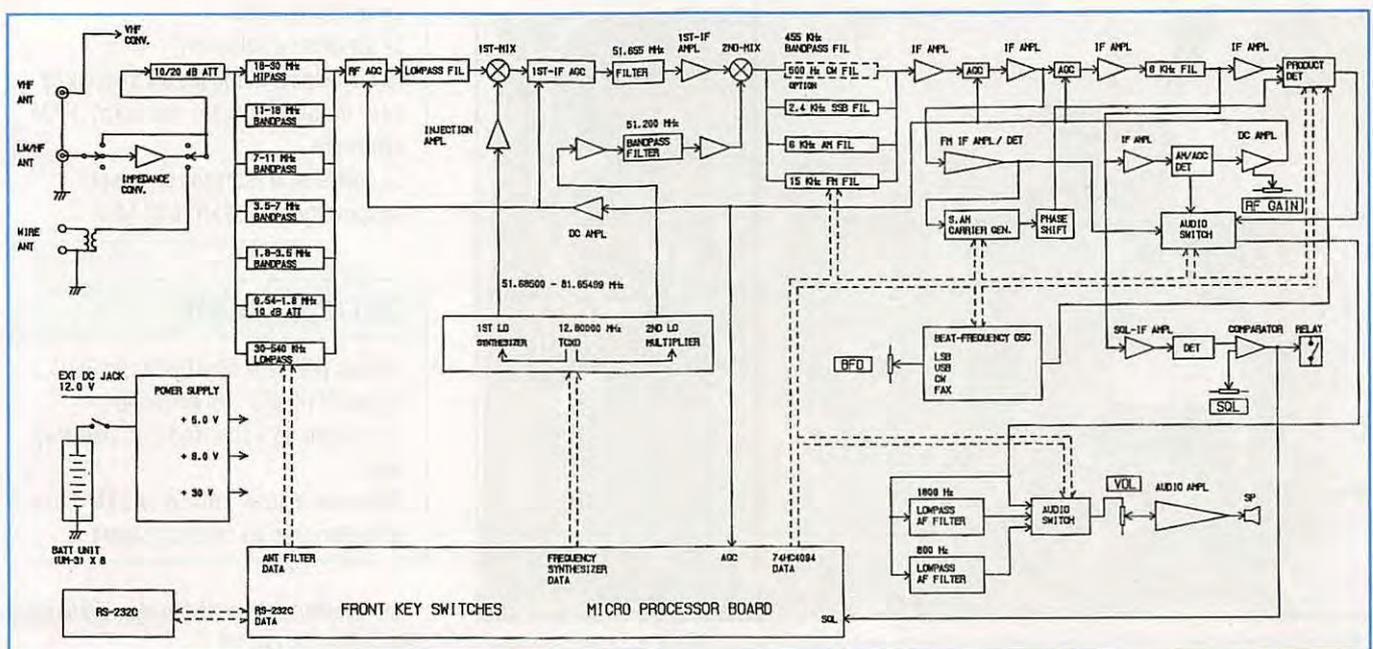 VHF
CONV.
VHF
ANT
10/20 dB ATT
LW/HF
ANT
IMPEDANCE
CONV.
WIRE
ANT
18-30 MHz
HIPASS
11-18 MHz
BANDPASS
7-11 MHz
BANDPASS
3.5-7 MHz
BANDPASS
1.8-3.5 MHz
BANDPASS
0.54-1.8 MHz
10 dB ATT
30-540 KHz
LOWPASS
RF AGC
LOWPASS FIL
1ST-MIX
1ST-IF AGC
51.655 MHz
FILTER
1ST-IF
AMPL
2ND-MIX
INJECTION
AMPL
51.200 MHz
BANDPASS
FILTER
DC AMPL
51.68500 - 81.65499 MHz
1ST LO
SYNTHESIZER
12.80000 MHz
TCXO
2ND LO
MULTIPLIER
455 KHz
BANDPASS FIL
500 Hz CW FIL
OPTION
2.4 KHz SSB FIL
6 KHz AM FIL
15 KHz FM FIL
IF AMPL
AGC
IF AMPL
AGC
IF AMPL
6 KHz FIL
IF AMPL
PRODUCT
DET
FM IF AMPL/ DET
S.AM
CARRIER GEN.
PHASE
SHIFT
IF AMPL
AM/AGC
DET
DC AMPL
RF GAIN
AUDIO
SWITCH
BEAT-FREQUENCY OSC
LSB
USB
CW
FAX
BFO
SQL-IF AMPL
DET
COMPARATOR
RELAY
SQL
1800 Hz
LOWPASS
AF FILTER
800 Hz
LOWPASS
AF FILTER
AUDIO
SWITCH
VOL
AUDIO AMPL
SP
EXT DC JACK
12.0 V
POWER SUPPLY
+ 5.0 V
+ 8.0 V
+ 30 V
BATT UNIT
(UM-3) X 8
RS-232C
ANT FILTER
DATA
FREQUENCY
SYNTHESIZER
DATA
AGC
74HC4094
DATA
RS-232C
DATA
FRONT KEY SWITCHES
MICRO PROCESSOR BOARD
SQL